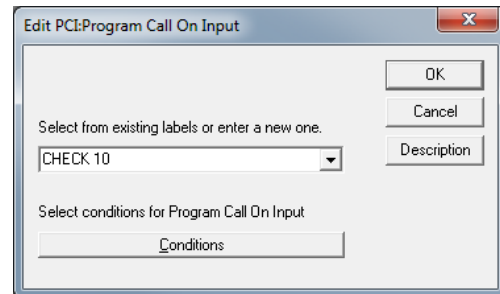 Edit PCI:Program Call On Input
OK
Cancel
Select from existing labels or enter a new one.
Description
CHECK 10
Select conditions for Program Call On Input
Conditions